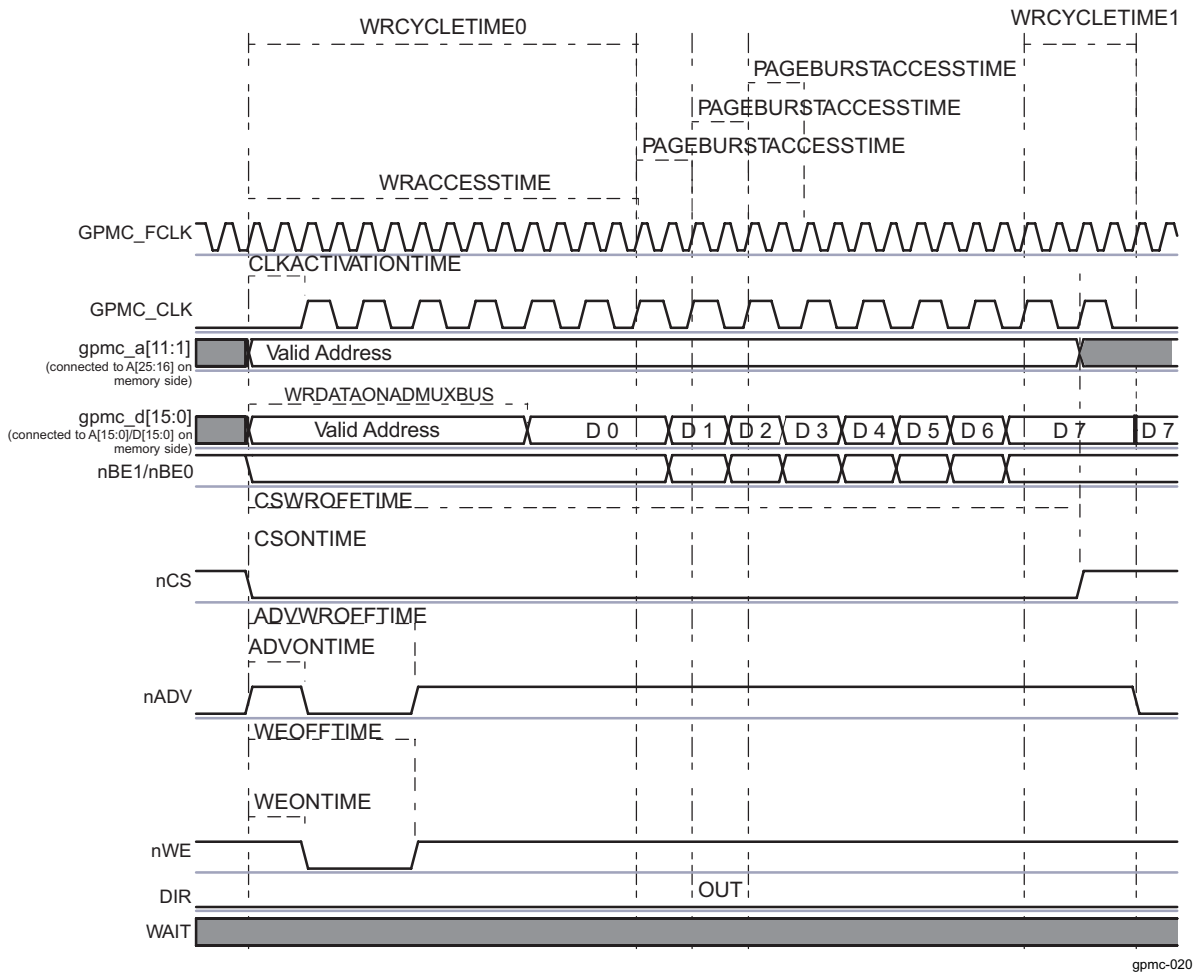 WRCYCLETIME1
WRCYCLETIME0
PAGEBURSTACCESSTIME
PAGEBURSTACCESSTIME
PAGEBURSTACCESSTIME
WRACCESSTIME
GPMC_FCLK
CLKACTIVATIONTIME
GPMC_CLK
gpmc_a[11:1]
(connected to A[25:16] on
memory side)
Valid Address
WRDATAONADMUXBUS
gpmc_d[15:0]
(connected to A[15:0]/D[15:0] on
memory side)
Valid Address D 0 D 1 D 2 D 3 D 4 D 5 D 6 D 7 D 7
nBE1/nBE0
CSWROFFTIME
CSONTIME
nCS
ADVWROFFTIME
ADVONTIME
nADV
WEOFFTIME
WEONTIME
nWE
OUT
DIR
WAIT
gpmc-020